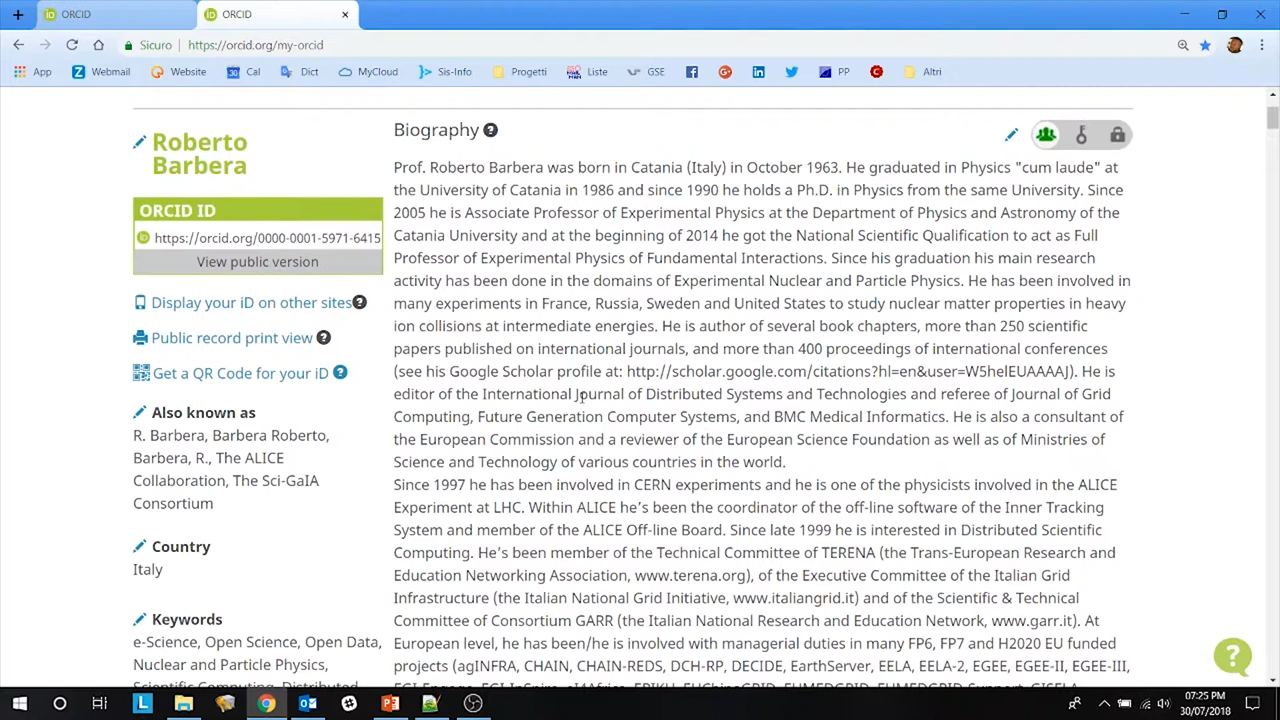 ORCID
ORCID
Sicuro
https://orcid.org/my-orcid
App
Webmail
Website
Cal
Dict
MyCloud
Sis-Info
Progetti
Liste
GSE
PP
Altri
Roberto
Barbera
ORCID ID
https://orcid.org/0000-0001-5971-6415
View public version
Display your iD on other sites
Public record print view
Get a QR Code for your iD
Also known as
R. Barbera, Barbera Roberto,
Barbera, R., The ALICE
Collaboration, The Sci-GaIA
Consortium
Country
Italy
Keywords
e-Science, Open Science, Open Data,
Nuclear and Particle Physics,
Scientific Computing, Distributed
Biography
Prof. Roberto Barbera was born in Catania (Italy) in October 1963. He graduated in Physics "cum laude" at
the University of Catania in 1986 and since 1990 he holds a Ph.D. in Physics from the same University. Since
2005 he is Associate Professor of Experimental Physics at the Department of Physics and Astronomy of the
Catania University and at the beginning of 2014 he got the National Scientific Qualification to act as Full
Professor of Experimental Physics of Fundamental Interactions. Since his graduation his main research
activity has been done in the domains of Experimental Nuclear and Particle Physics. He has been involved in
many experiments in France, Russia, Sweden and United States to study nuclear matter properties in heavy
ion collisions at intermediate energies. He is author of several book chapters, more than 250 scientific
papers published on international journals, and more than 400 proceedings of international conferences
(see his Google Scholar profile at: http://scholar.google.com/citations?hl=en&user=W5helEUAAAAJ). He is
editor of the International Journal of Distributed Systems and Technologies and referee of Journal of Grid
Computing, Future Generation Computer Systems, and BMC Medical Informatics. He is also a consultant of
the European Commission and a reviewer of the European Science Foundation as well as of Ministries of
Science and Technology of various countries in the world.
Since 1997 he has been involved in CERN experiments and he is one of the physicists involved in the ALICE
Experiment at LHC. Within ALICE he's been the coordinator of the off-line software of the Inner Tracking
System and member of the ALICE Off-line Board. Since late 1999 he is interested in Distributed Scientific
Computing. He's been member of the Technical Committee of TERENA (the Trans-European Research and
Education Networking Association, www.terena.org), of the Executive Committee of the Italian Grid
Infrastructure (the Italian National Grid Initiative, www.italiangrid.it) and of the Scientific & Technical
Committee of Consortium GARR (the Italian National Research and Education Network, www.garr.it). At
European level, he has been/he is involved with managerial duties in many FP6, FP7 and H2020 EU funded
projects (agINFRA, CHAIN, CHAIN-REDS, DCH-RP, DECIDE, EarthServer, EELA, EELA-2, EGEE, EGEE-II, EGEE-III,
07:25 PM
30/07/2018